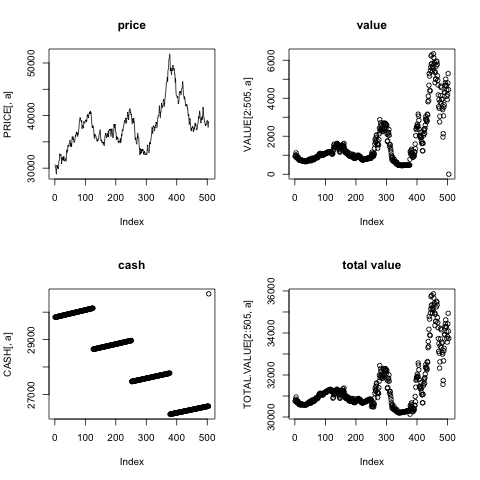 price
PRICE[, a]
30000 40000 50000
0 100 200 300 400 500
Index
value
VALUE[2:505, a]
0 2000 4000 6000
0 100 200 300 400 500
Index
cash
CASH[, a]
27000 29000
0 100 200 300 400 500
Index
total value
TOTAL.VALUE[2:505, a]
30000 32000 34000 36000
0 100 200 300 400 500
Index